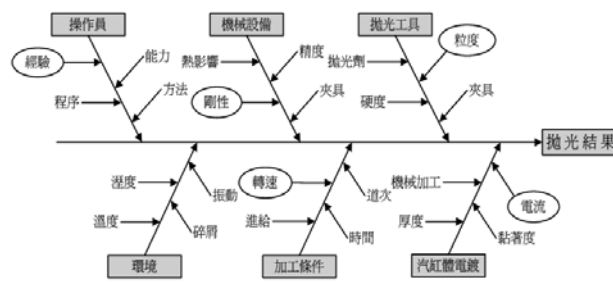 操作員
機械設備
拋光工具
經驗
能力
熱影響
精度
拋光劑
粒度
程序
方法
剛性
夾具
硬度
夾具
拋光結果
溼度
振動
轉速
道次
機械加工
電流
溫度
碎屑
進給
時間
厚度
黏著度
環境
加工條件
汽缸體電鍍